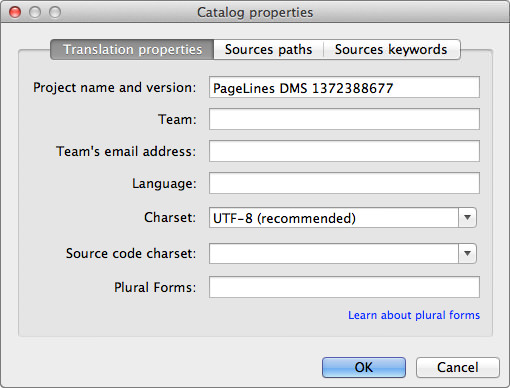 Catalog properties
Translation properties Sources paths Sources keywords
Project name and version: PageLines DMS 1372388677
Team:
Team's email address:
Language:
Charset: UTF-8 (recommended)
Source code charset:
Plural Forms:
Learn about plural forms
OK Cancel